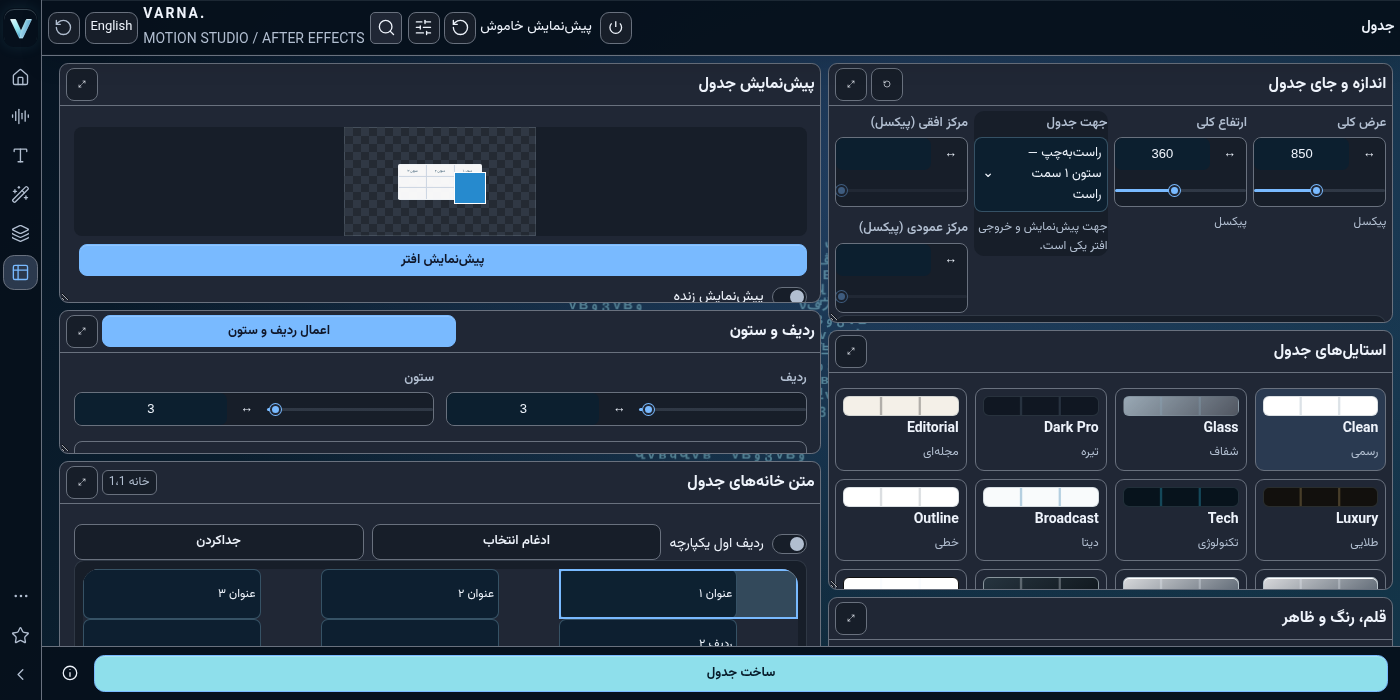 جدول
پیش‌نمایش خاموش
VARNA.
MOTION STUDIO / AFTER EFFECTS
English
اندازه و جای جدول
عرض کلی
850
پیکسل
ارتفاع کلی
360
پیکسل
جهت جدول
راست‌به‌چپ —
ستون ۱ سمت
راست
جهت پیش‌نمایش و خروجی
افتر یکی است.
مرکز افقی (پیکسل)
مرکز عمودی (پیکسل)
استایل‌های جدول
Clean
رسمی
Glass
شفاف
Dark Pro
تیره
Editorial
مجله‌ای
Luxury
طلایی
Tech
تکنولوژی
Broadcast
دیتا
Outline
خطی
قلم، رنگ و ظاهر
پیش‌نمایش جدول
پیش‌نمایش افتر
پیش‌نمایش زنده
ردیف و ستون
اعمال ردیف و ستون
ردیف
3
ستون
3
متن خانه‌های جدول
خانه 1،1
ردیف اول یکپارچه
ادغام انتخاب
جداکردن
عنوان ۱
عنوان ۲
عنوان ۳
ردیف ۲
ساخت جدول